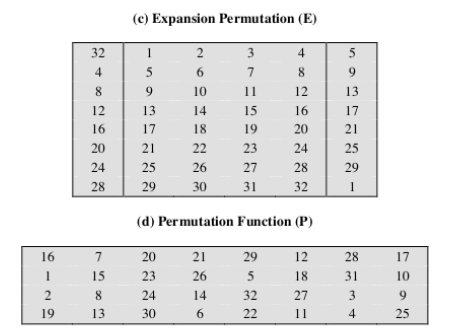 (c) Expansion Permutation (E)
32 1 2 3 4 5
4 5 6 7 8 9
8 9 10 11 12 13
12 13 14 15 16 17
16 17 18 19 20 21
20 21 22 23 24 25
24 25 26 27 28 29
28 29 30 31 32 1
(d) Permutation Function (P)
16 7 20 21 29 12 28 17
1 15 23 26 5 18 31 10
2 8 24 14 32 27 3 9
19 13 30 6 22 11 4 25